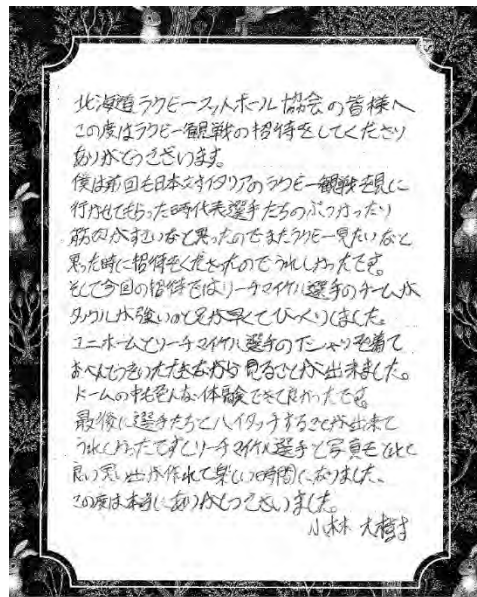 北海道ラグビーフットボール協会の皆様へ
この度はラグビー観戦の招待をしてくださり
ありがとうございます。
僕は前回も日本対イタリアのラグビー観戦を見に
行かせてもらった時代表選手たちのぶつかったり
筋肉がすごいなと思ったのでまたラグビー見たいなと
思った時に招待をくださったのでうれしかったです。
そして今回の招待ではリーチマイケル選手のチームが
タックルが強いのと足が早くてびっくりしました。
ユニホームとリーチマイケル選手のTシャツを着て
おべんとうをいただきながら見ることが出来ました。
ドームの中も色んな体験できて良かったです。
最後に選手たちとハイタッチすることが出来て
うれしかったですしリーチマイケル選手と写真もとれて
良い思い出が作れて楽しい時間になりました。
この度は本当にありがとうございました。
小林 大樹